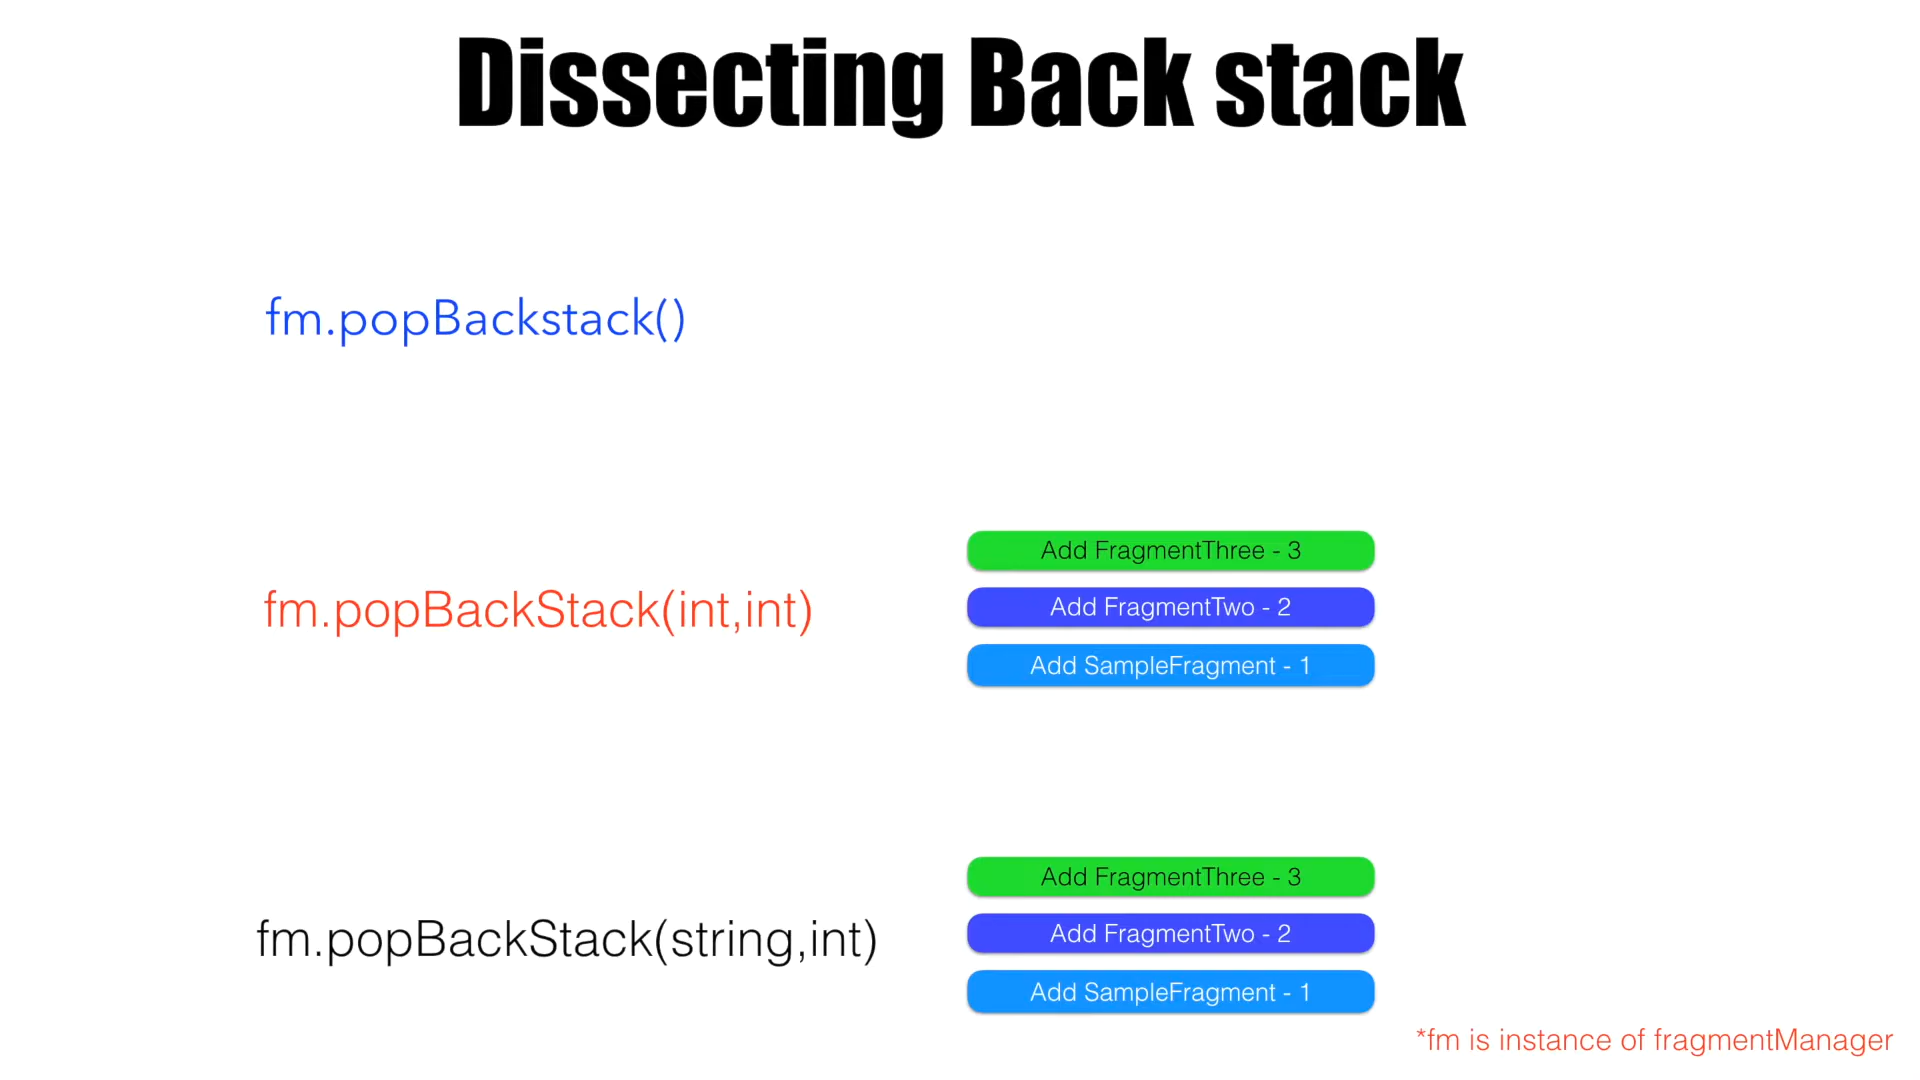 Dissecting Back stack
fm.popBackstack()
fm.popBackStack(int,int)
Add FragmentThree - 3
Add FragmentTwo - 2
Add SampleFragment - 1
fm.popBackStack(string,int)
Add FragmentThree - 3
Add FragmentTwo - 2
Add SampleFragment - 1
*fm is instance of fragmentManager